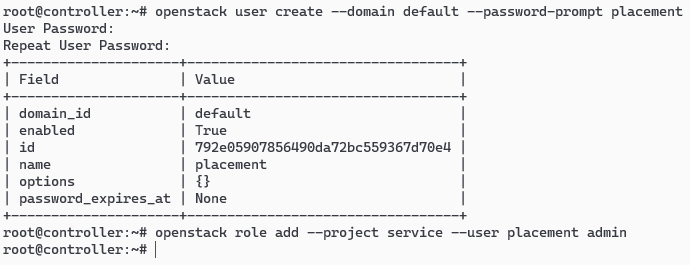 root@controller:~# openstack user create --domain default --password-prompt placement
User Password:
Repeat User Password:
+---------------------+----------------------------------+
| Field               | Value                            |
+---------------------+----------------------------------+
| domain_id           | default                          |
| enabled             | True                             |
| id                  | 792e05907856490da72bc559367d70e4 |
| name                | placement                        |
| options             | {}                               |
| password_expires_at | None                             |
+---------------------+----------------------------------+
root@controller:~# openstack role add --project service --user placement admin
root@controller:~#